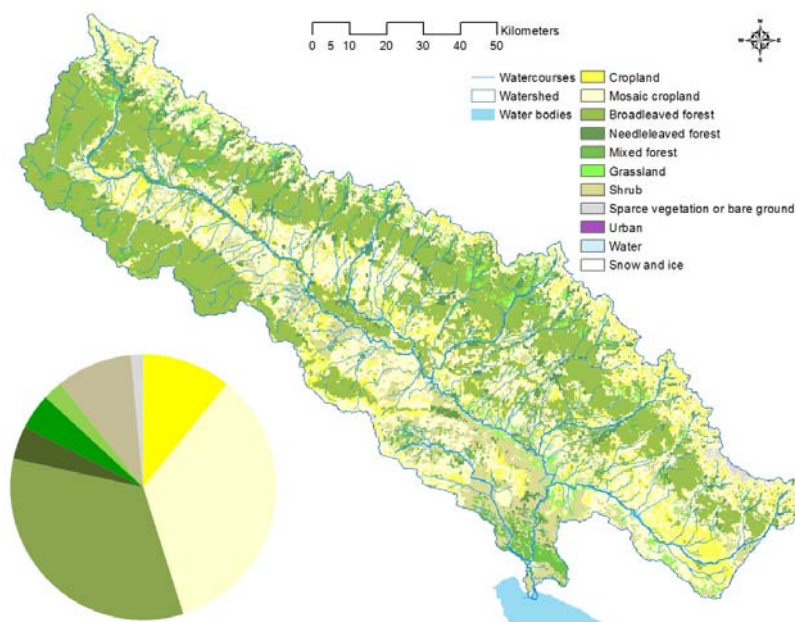 N
W E
S
Kilometers
0 5 10 20 30 40 50
Watercourses
Watershed
Water bodies
Cropland
Mosaic cropland
Broadleaved forest
Needleleaved forest
Mixed forest
Grassland
Shrub
Sparce vegetation or bare ground
Urban
Water
Snow and ice